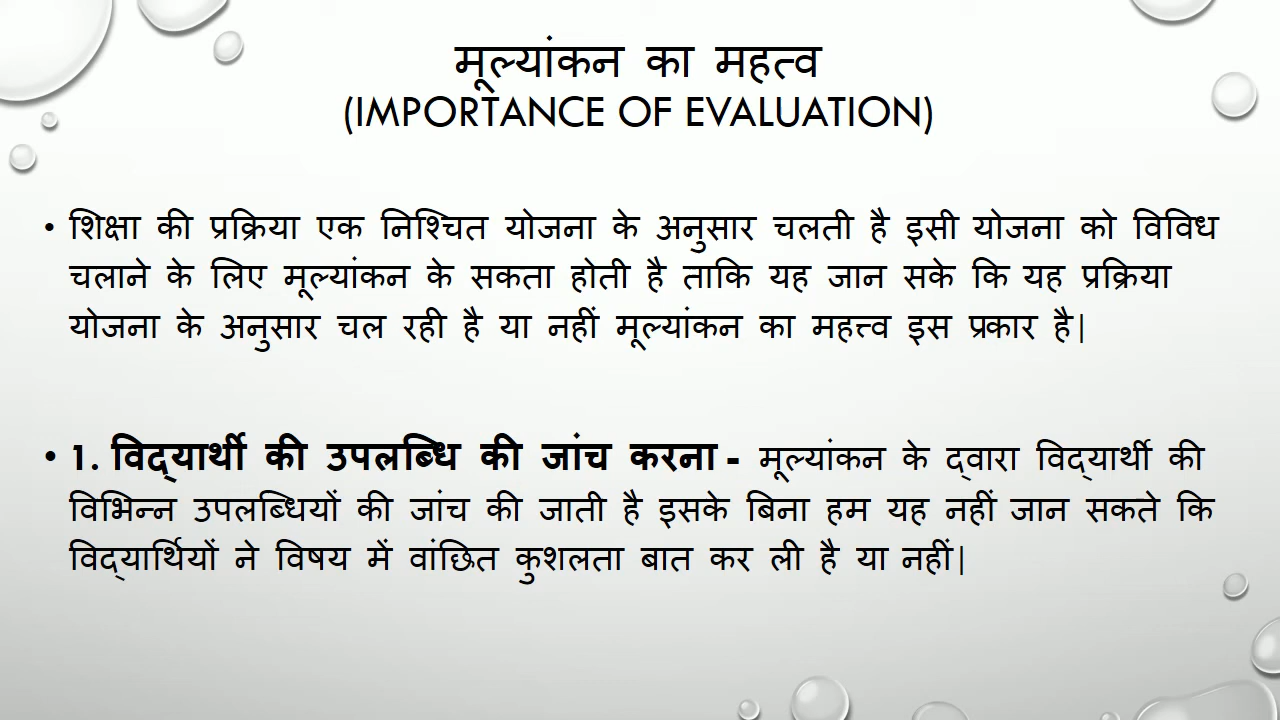 मूल्यांकन का महत्व
(IMPORTANCE OF EVALUATION)
• शिक्षा की प्रक्रिया एक निश्चित योजना के अनुसार चलती है इसी योजना को विविध
चलाने के लिए मूल्यांकन के सकता होती है ताकि यह जान सके कि यह प्रक्रिया
योजना के अनुसार चल रही है या नहीं मूल्यांकन का महत्त्व इस प्रकार है|
• 1. विद्यार्थी की उपलब्धि की जांच करना - मूल्यांकन के द्वारा विद्यार्थी की
विभिन्न उपलब्धियों की जांच की जाती है इसके बिना हम यह नहीं जान सकते कि
विद्यार्थियों ने विषय में वांछित कुशलता बात कर ली है या नहीं|